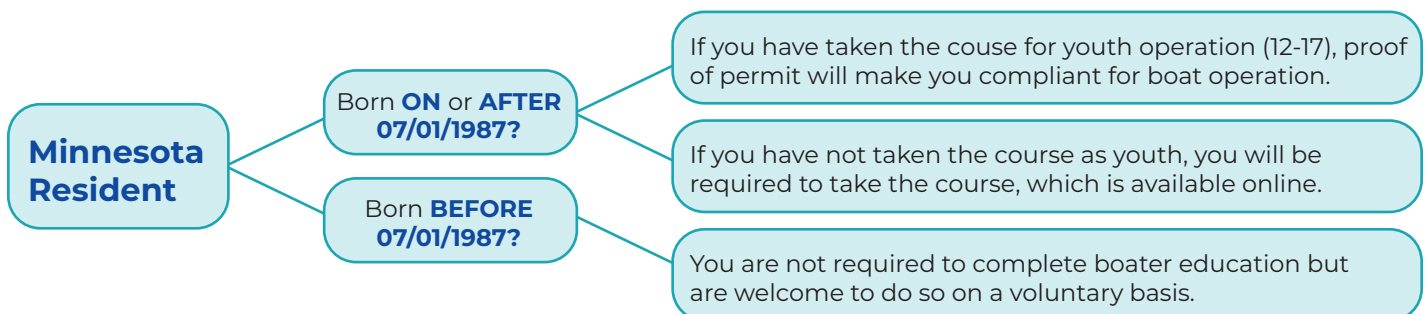 Minnesota
Resident
Born ON or AFTER
07/01/1987?
If you have taken the couse for youth operation (12-17), proof
of permit will make you compliant for boat operation.
If you have not taken the course as youth, you will be
required to take the course, which is available online.
Born BEFORE
07/01/1987?
You are not required to complete boater education but
are welcome to do so on a voluntary basis.